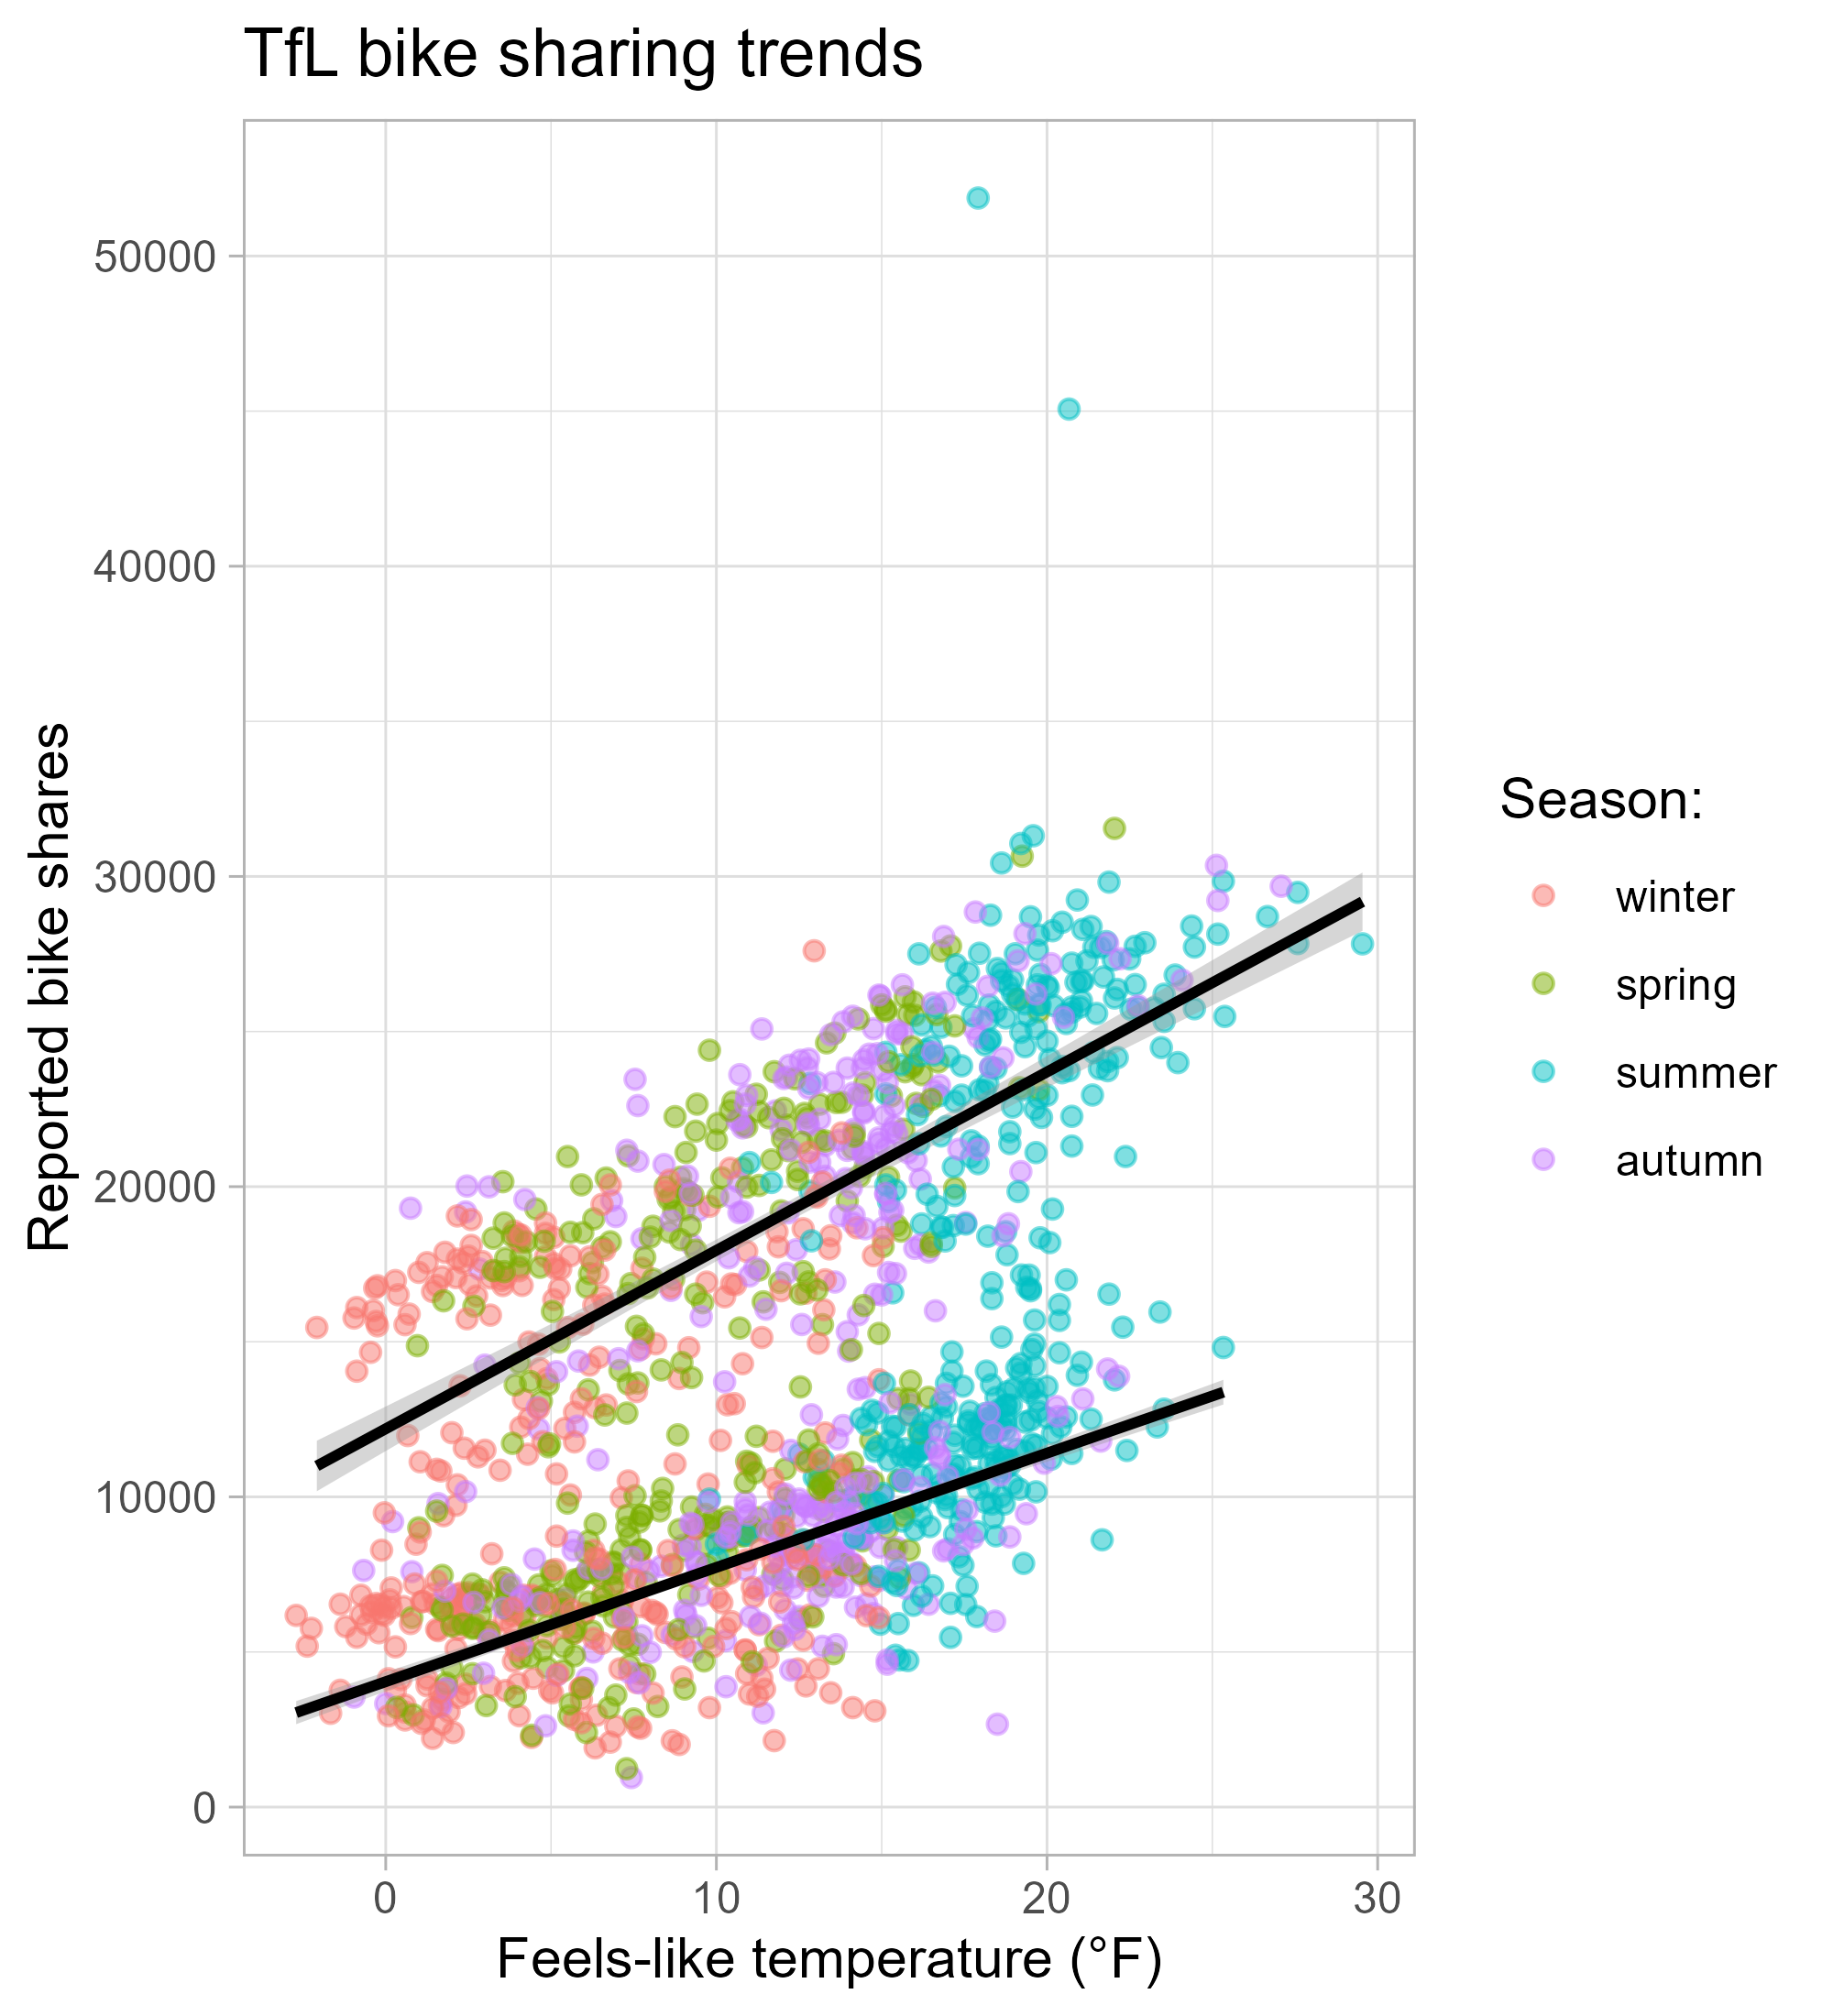 TfL bike sharing trends
Reported bike shares
50000
40000
30000
20000
10000
0
0 10 20 30
Feels-like temperature (°F)
Season:
winter
spring
summer
autumn